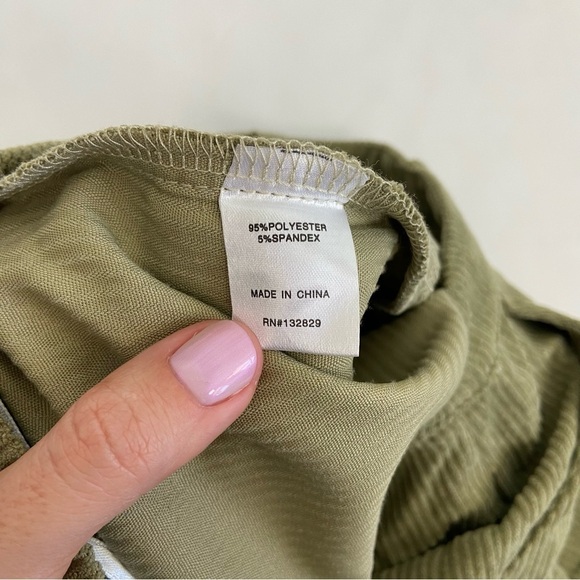 95%POLYESTER
5%SPANDEX
MADE IN CHINA
RN#132829